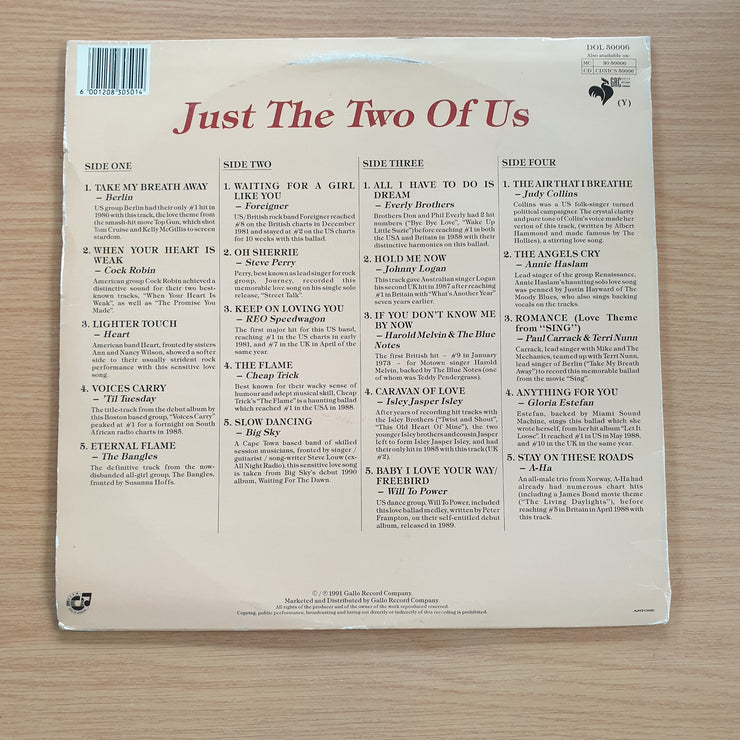 6 001208 305014
DOL 50006
Also available on:
MC 30 50006
CD CDSICS 50006
GRC
(Y)
Just The Two Of Us
SIDE ONE
1. TAKE MY BREATH AWAY
– Berlin
US group Berlin had their only #1 hit in
1986 with this track, the love theme from
the smash-hit move Top Gun, which shot
Tom Cruise and Kelly McGillis to screen
stardom.
2. WHEN YOUR HEART IS
WEAK
– Cock Robin
American group Cock Robin achieved a
distinctive sound for their two best-
known tracks, "When Your Heart Is
Weak", as well as "The Promise You
Made".
3. LIGHTER TOUCH
– Heart
American band Heart, fronted by sisters
Ann and Nancy Wilson, showed a softer
side to their usually strident rock
performance with this sensitive love
song.
4. VOICES CARRY
– 'Til Tuesday
The title-track from the debut album by
this Boston based group, "Voices Carry"
peaked at #1 for a fortnight on South
African radio charts in 1985.
5. ETERNAL FLAME
– The Bangles
The definitive track from the now-
disbanded all-girl group, The Bangles,
fronted by Susanna Hoffs.
SIDE TWO
1. WAITING FOR A GIRL
LIKE YOU
– Foreigner
US/British rock band Foreigner reached
#8 on the British charts in December
1981 and stayed at #2 on the US charts
for 10 weeks with this ballad.
2. OH SHERRIE
– Steve Perry
Perry, best known as lead singer for rock
group, Journey, recorded this
memorable love song on his single solo
release, "Street Talk".
3. KEEP ON LOVING YOU
– REO Speedwagon
The first major hit for this US band,
reaching #1 in the US charts in early
1981, and #7 in the UK in April of the
same year.
4. THE FLAME
– Cheap Trick
Best known for their wacky sense of
humour and adept musical skill, Cheap
Trick's "The Flame" is a haunting ballad
which reached #1 in the USA in 1988.
5. SLOW DANCING
– Big Sky
A Cape Town based band of skilled
session musicians, fronted by singer /
guitarist / song-writer Steve Louw (ex-
All Night Radio), this sensitive love song
is taken from Big Sky's debut 1990
album, Waiting For The Dawn.
SIDE THREE
1. ALL I HAVE TO DO IS
DREAM
– Everly Brothers
Brothers Don and Phil Everly had 2 hit
numbers ("Bye Bye Love", "Wake Up
Little Suzie") before reaching #1 in both
the USA and Britain in 1958 with their
distinctive harmonies on this ballad.
2. HOLD ME NOW
– Johnny Logan
This track gave Australian singer Logan
his second UK hit in 1987 after reaching
#1 in Britain with "What's Another Year"
seven years earlier.
3. IF YOU DON'T KNOW ME
BY NOW
– Harold Melvin & The Blue
Notes
The first British hit - #9 in January
1973 - for Motown singer Harold
Melvin, backed by The Blue Notes (one
of whom was Teddy Pendergrass).
4. CARAVAN OF LOVE
– Isley Jasper Isley
After years of recording hit tracks with
the Isley Brothers ("Twist and Shout",
"This Old Heart Of Mine"), the two
younger Isley brothers and cousin Jasper
left to form Isley Jasper Isley, and had
their only hit in 1985 with this track (UK
#2).
5. BABY I LOVE YOUR WAY/
FREEBIRD
– Will To Power
US dance group, Will To Power, included
this love ballad medley, written by Peter
Frampton, on their self-entitled debut
album, released in 1989.
SIDE FOUR
1. THE AIR THAT I BREATHE
– Judy Collins
Collins was a US folk-singer turned
political campaigner. The crystal clarity
and pure tone of Collin's voice made her
verion of this track, (written by Albert
Hammond and made famous by The
Hollies), a stirring love song.
2. THE ANGELS CRY
– Annie Haslam
Lead singer of the group Renaissance,
Annie Haslam's haunting solo love song
was penned by Justin Hayward of The
Moody Blues, who also sings backing
vocals on the tracks.
3. ROMANCE (Love Theme
from "SING")
– Paul Carrack & Terri Nunn
Carrack, lead singer with Mike and The
Mechanics, teamed up with Terri Nunn,
lead singer of Berlin ("Take My Breath
Away") to record this memorable ballad
from the movie "Sing".
4. ANYTHING FOR YOU
– Gloria Estefan
Estefan, backed by Miami Sound
Machine, sings this ballad which she
wrote herself, from her hit album "Let It
Loose". It reached #1 in US in May 1988,
and #10 in the UK in the same year.
5. STAY ON THESE ROADS
– A-Ha
An all-male trio from Norway, A-Ha had
already had numerous chart hits
(including a James Bond movie theme
("The Living Daylights"), before
reaching #5 in Britain in April 1988 with
this track.
© / ℗ 1991 Gallo Record Company.
Marketed and Distributed by Gallo Record Company.
All rights of the producer and of the owner of the work reproduced reserved.
Copying, public performance, broadcasting and hiring out directly or indirectly of this recording is prohibited.